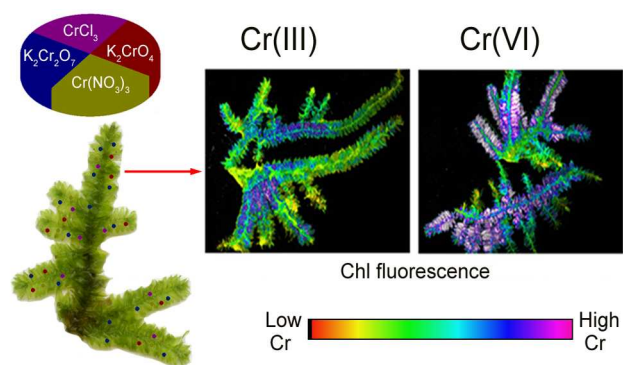 CrCl₃
K₂Cr₂O₇
K₂CrO₄
Cr(NO₃)₃
Cr(III)
Cr(VI)
Chl fluorescence
Low
Cr
High
Cr